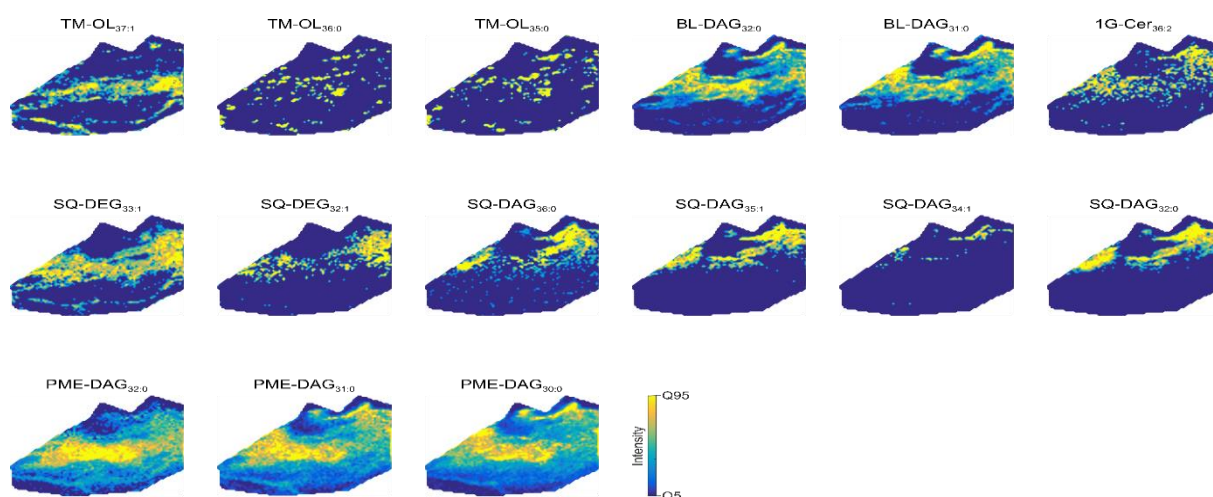 TM-OL37:1 TM-OL36:0 TM-OL35:0 BL-DAG32:0 BL-DAG31:0 1G-Cer36:2
SQ-DEG33:1 SQ-DEG32:1 SQ-DAG36:0 SQ-DAG35:1 SQ-DAG34:1 SQ-DAG32:0
PME-DAG32:0 PME-DAG31:0 PME-DAG30:0
Q95
Intensity
Q5